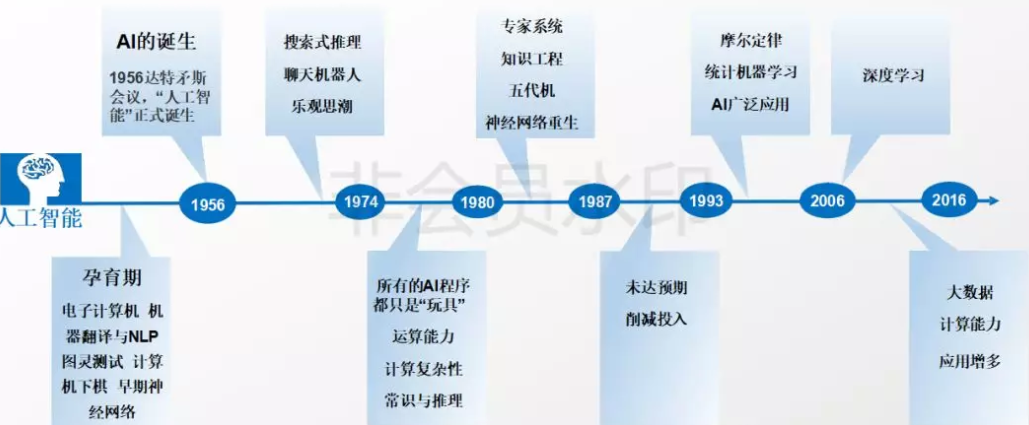 AI的诞生
1956达特矛斯
会议，“人工智
能”正式诞生
搜索式推理
聊天机器人
乐观思潮
专家系统
知识工程
五代机
神经网络重生
摩尔定律
统计机器学习
AI广泛应用
深度学习
非会员水印
人工智能
1956
1974
1980
1987
1993
2006
2016
孕育期
电子计算机 机
器翻译与NLP
图灵测试 计算
机下棋 早期神
经网络
所有的AI程序
都只是“玩具”
运算能力
计算复杂性
常识与推理
未达预期
削减投入
大数据
计算能力
应用增多